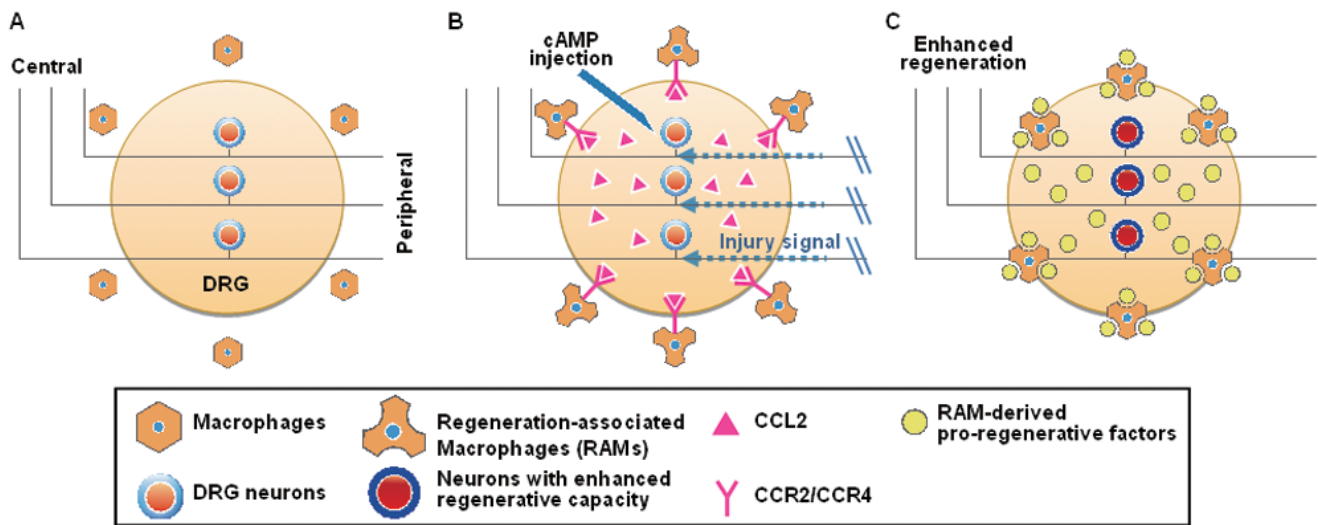 A
Central
DRG
Peripheral
B
cAMP
injection
Injury signal
C
Enhanced
regeneration
Macrophages
Regeneration-associated
Macrophages (RAMs)
CCL2
RAM-derived
pro-regenerative factors
DRG neurons
Neurons with enhanced
regenerative capacity
CCR2/CCR4